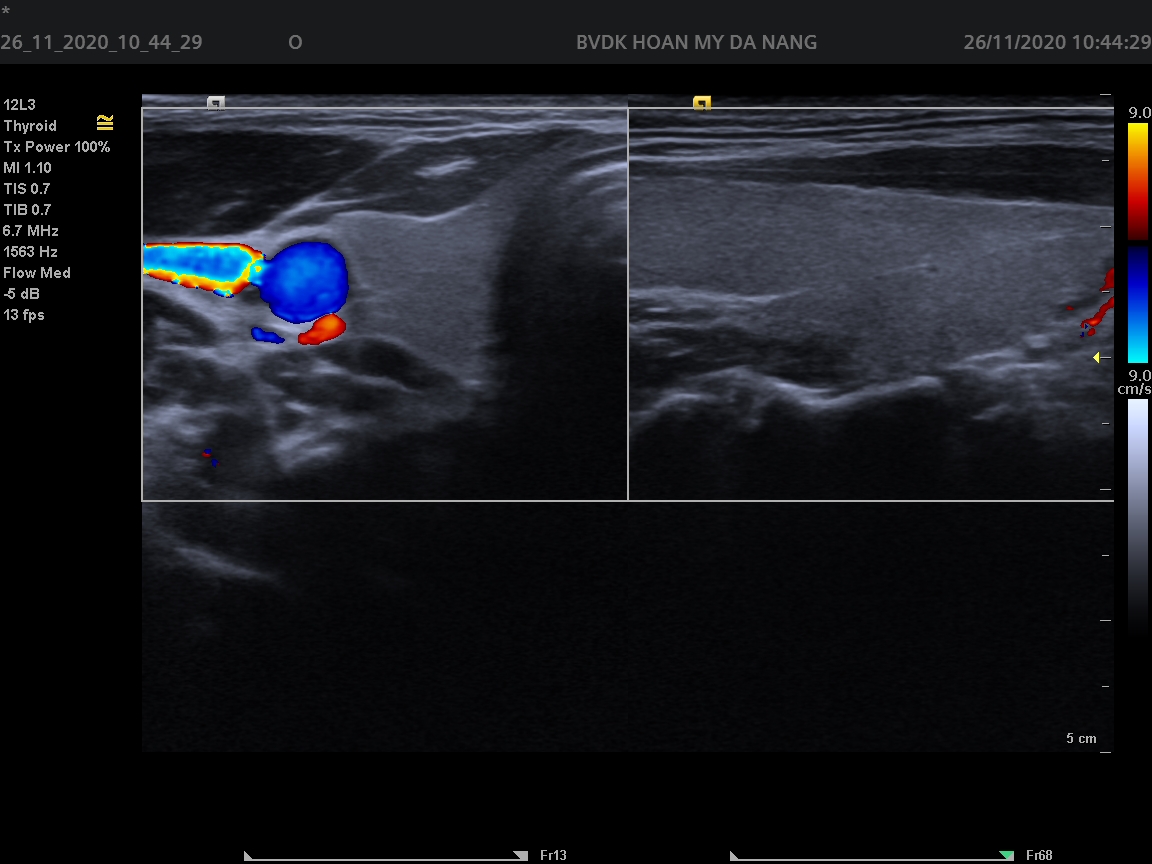 *
26_11_2020_10_44_29 O BVDK HOAN MY DA NANG 26/11/2020 10:44:29
12L3
Thyroid
Tx Power 100%
MI 1.10
TIS 0.7
TIB 0.7
6.7 MHz
1563 Hz
Flow Med
-5 dB
13 fps
9.0
9.0
cm/s
5 cm
Fr13
Fr68